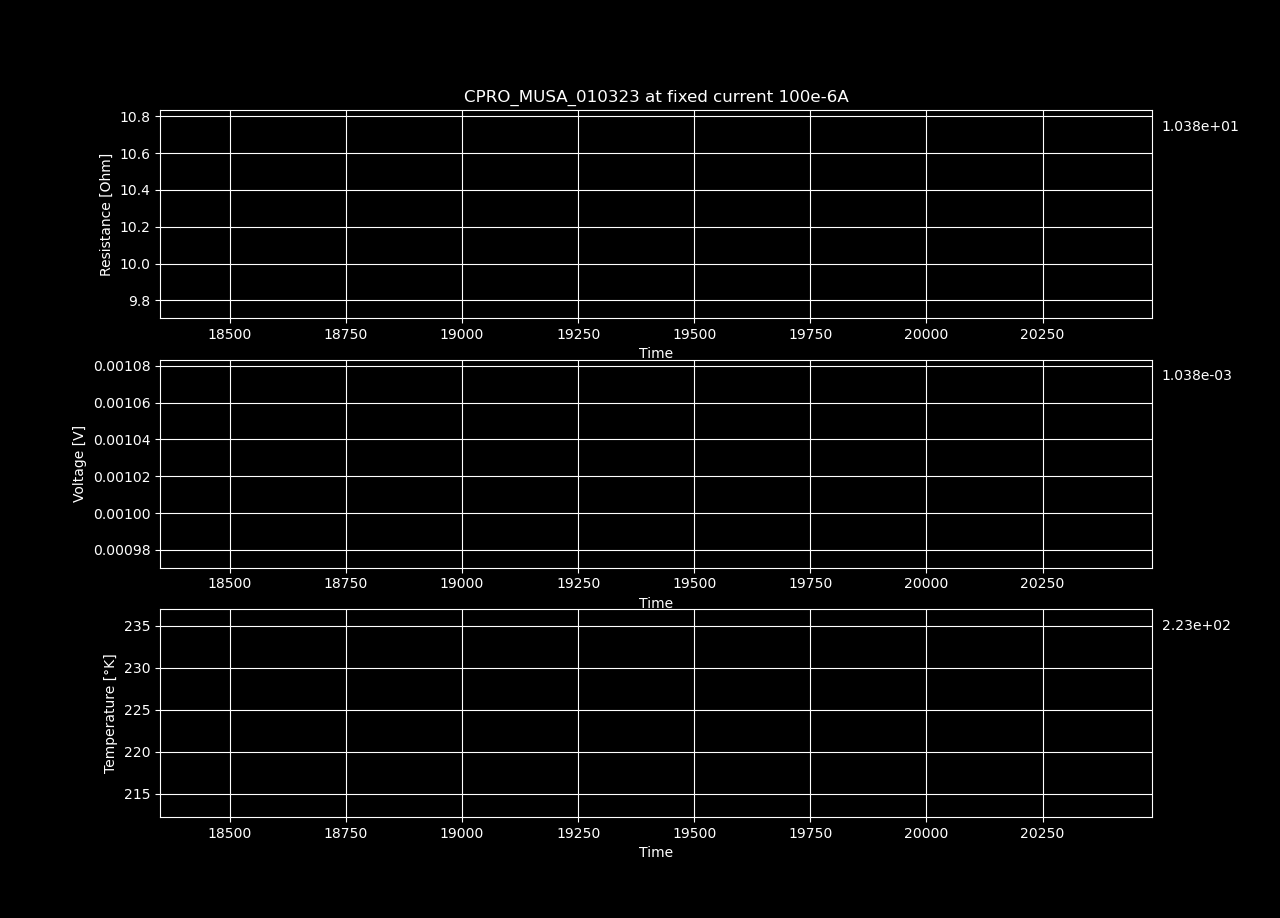 CPRO_MUSA_010323 at fixed current 100e-6A
10.8
10.6
10.4
10.2
10.0
9.8
Resistance [Ohm]
1.038e+01
18500 18750 19000 19250 19500 19750 20000 20250
Time
0.00108
0.00106
0.00104
0.00102
0.00100
0.00098
Voltage [V]
1.038e-03
18500 18750 19000 19250 19500 19750 20000 20250
Time
235
230
225
220
215
Temperature [°K]
2.23e+02
18500 18750 19000 19250 19500 19750 20000 20250
Time